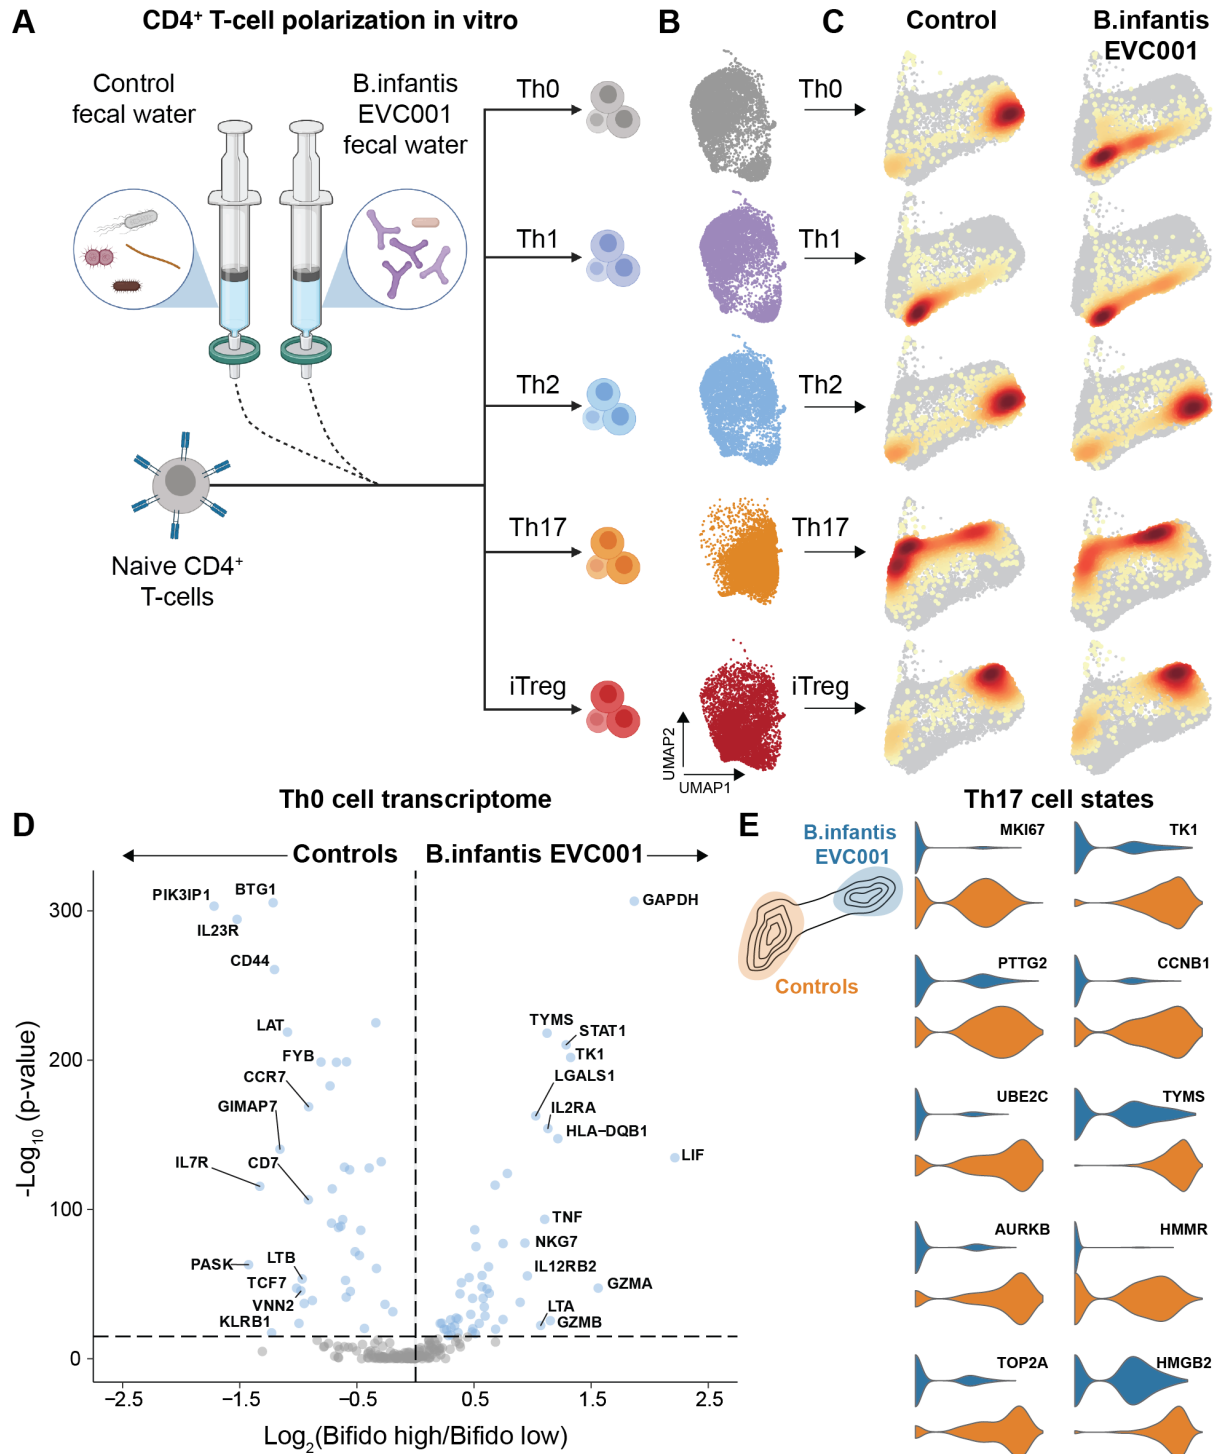 A
CD4⁺ T-cell polarization in vitro
Control
fecal water
B.infantis
EVC001
fecal water
Naive CD4⁺
T-cells
Th0
Th1
Th2
Th17
iTreg
B
UMAP2
UMAP1
C
Control
B.infantis
EVC001
Th0
Th1
Th2
Th17
iTreg
D
Th0 cell transcriptome
Controls
B.infantis EVC001
-Log₁₀ (p-value)
300
200
100
0
PIK3IP1
BTG1
IL23R
CD44
LAT
FYB
CCR7
GIMAP7
IL7R
CD7
PASK
LTB
TCF7
VNN2
KLRB1
GAPDH
TYMS
STAT1
TK1
LGALS1
IL2RA
HLA−DQB1
LIF
TNF
NKG7
IL12RB2
GZMA
LTA
GZMB
−2.5
−1.5
−0.5
0.5
1.5
2.5
Log₂(Bifido high/Bifido low)
E
Th17 cell states
B.infantis
EVC001
Controls
MKI67
TK1
PTTG2
CCNB1
UBE2C
TYMS
AURKB
HMMR
TOP2A
HMGB2